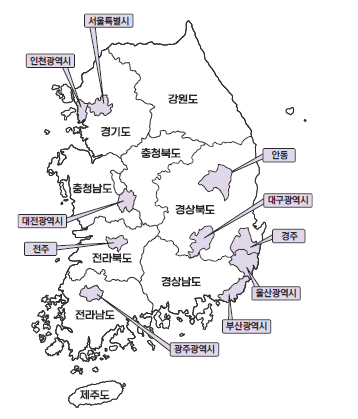 서울특별시
인천광역시
강원도
경기도
충청북도
안동
충청남도
대구광역시
경상북도
대전광역시
경주
전주
전라북도
경상남도
울산광역시
전라남도
부산광역시
광주광역시
제주도